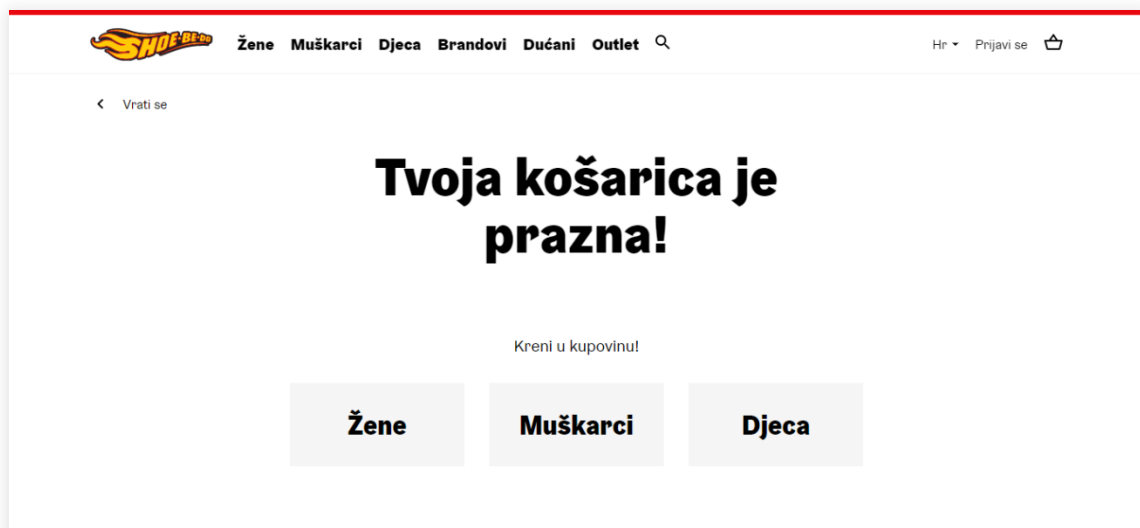 SHOE·BE·DO Žene Muškarci Djeca Brandovi Dućani Outlet Hr Prijavi se
Vrati se
Tvoja košarica je
prazna!
Kreni u kupovinu!
Žene Muškarci Djeca